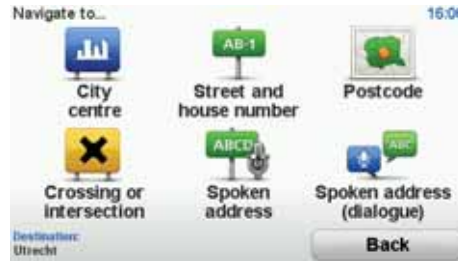 Navigate to...
16:0
AB-1
City
centre
Street and
house number
Postcode
ABCD
ABC
Crossing or
intersection
Spoken
address
Spoken address
(dialogue)
Destination:
Utrecht
Back